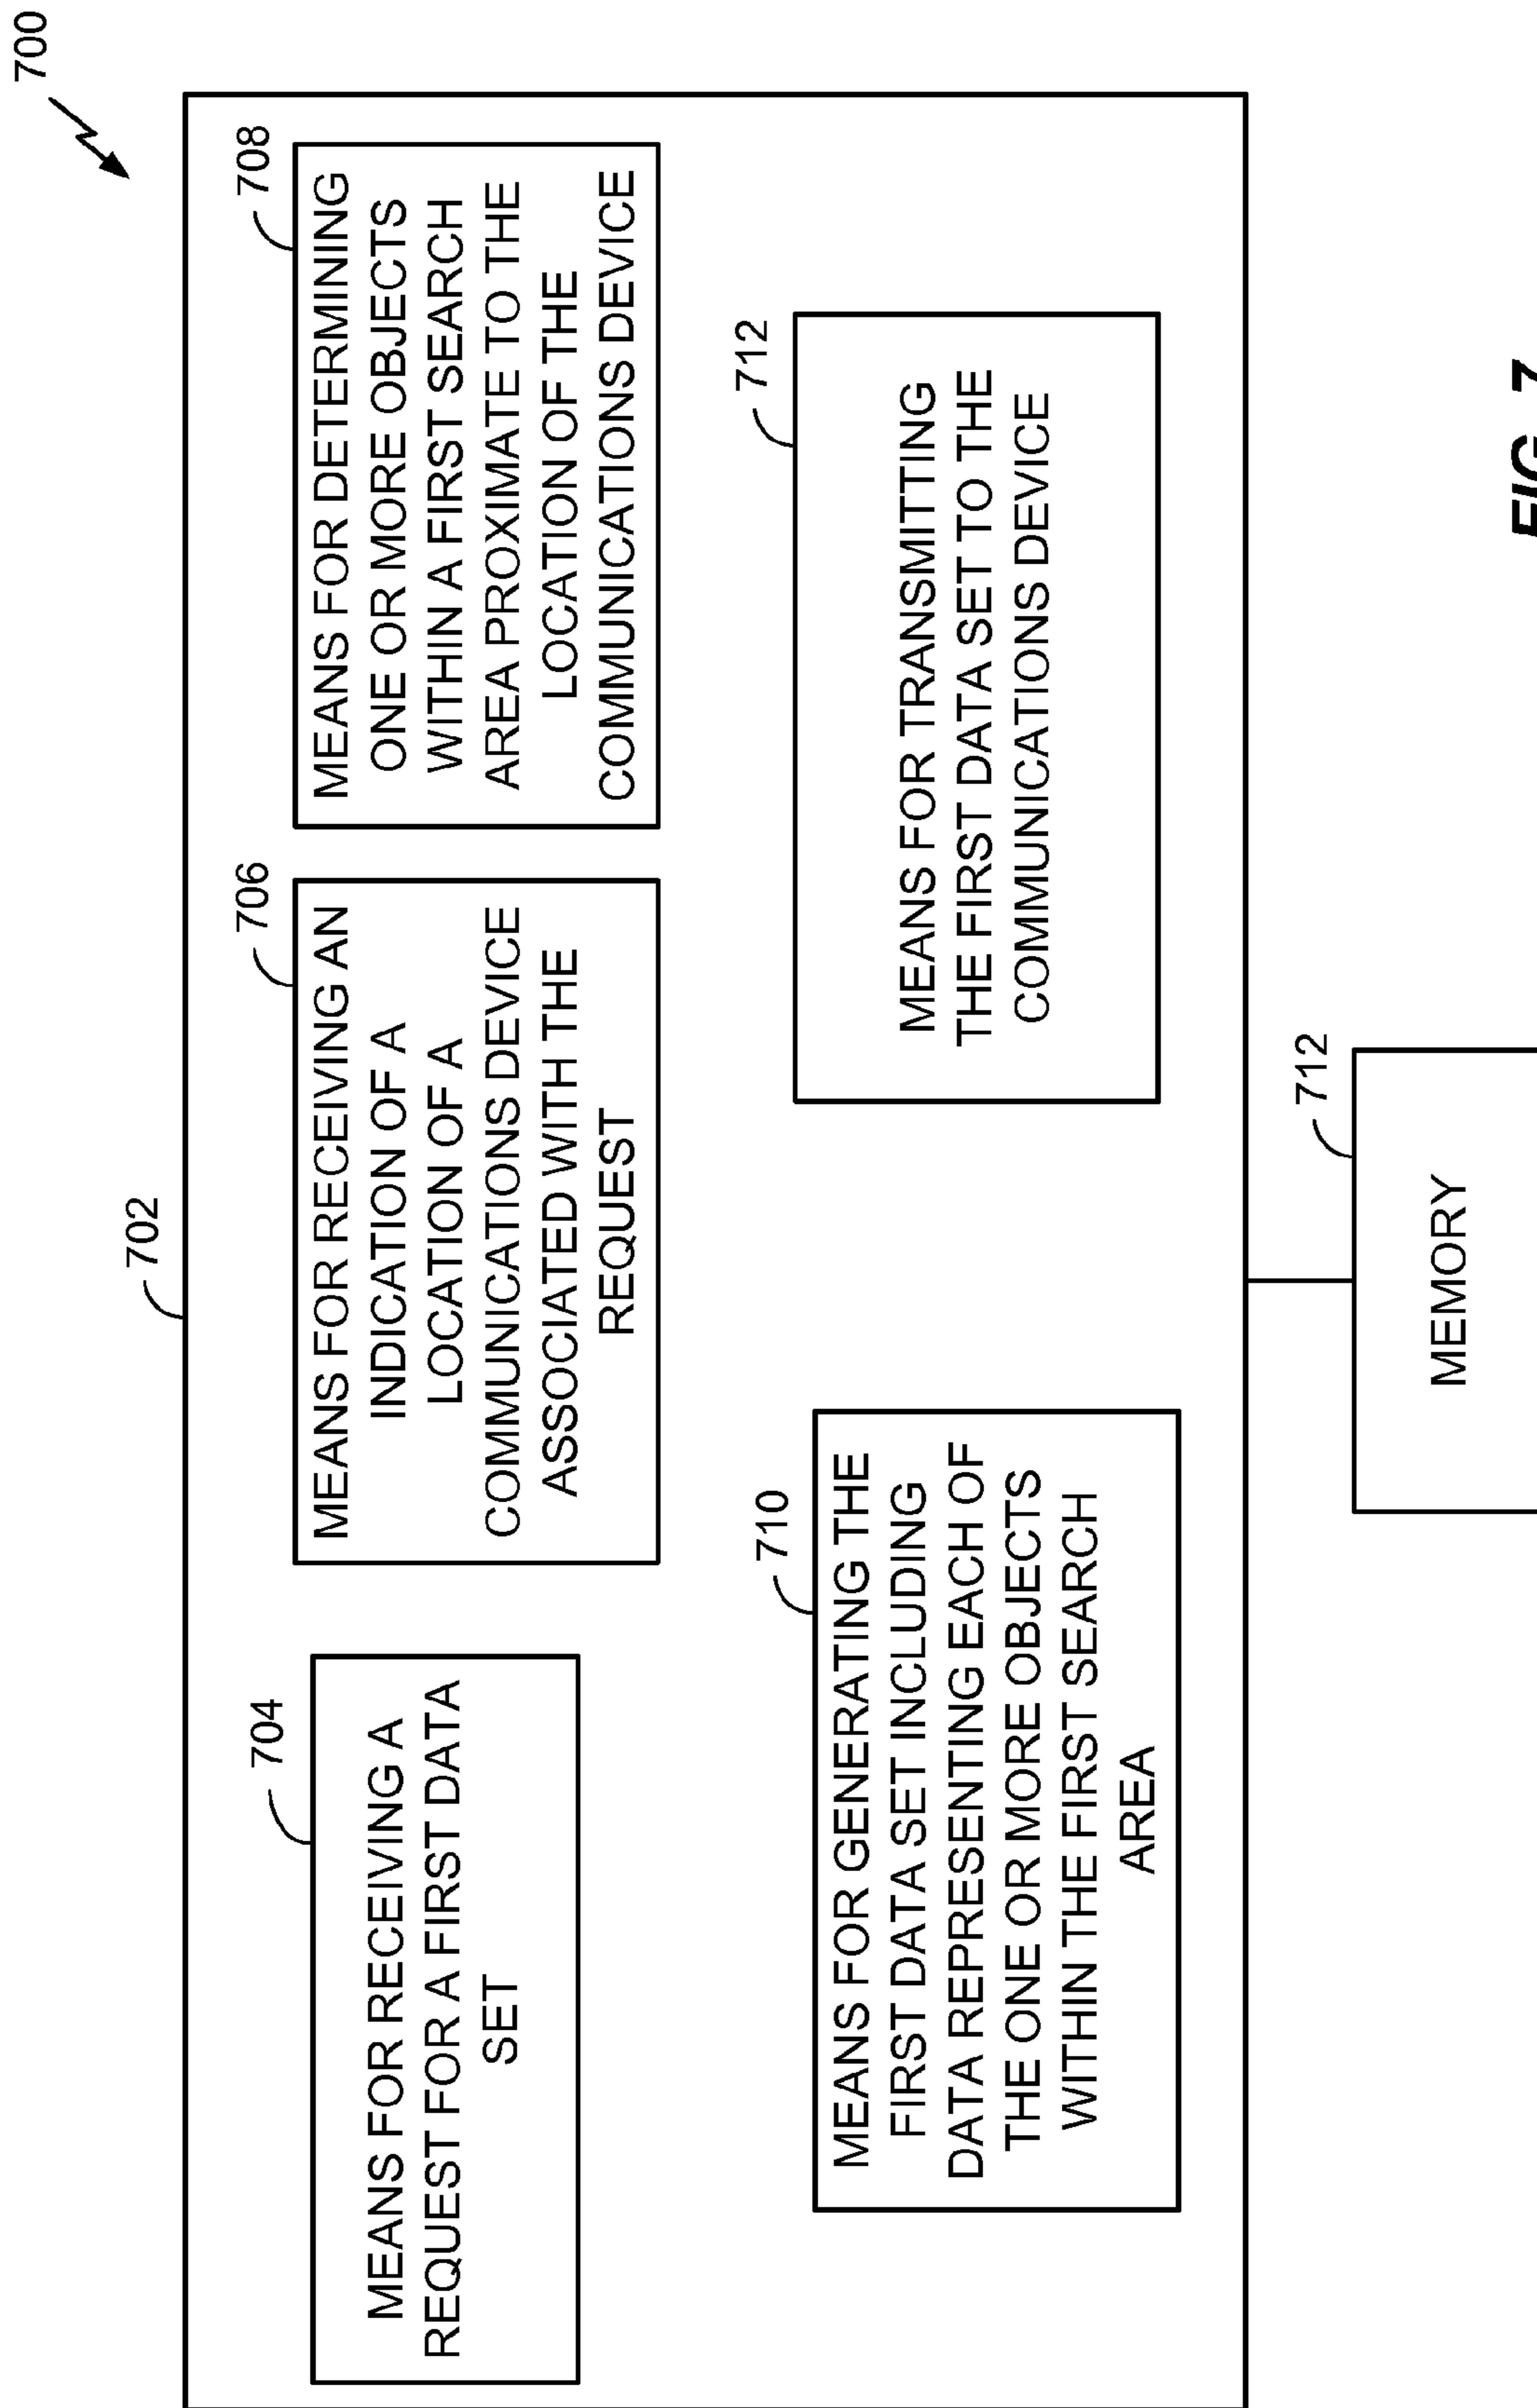 700
702
704
MEANS FOR RECEIVING A
REQUEST FOR A FIRST DATA
SET
706
MEANS FOR RECEIVING AN
INDICATION OF A
LOCATION OF A
COMMUNICATIONS DEVICE
ASSOCIATED WITH THE
REQUEST
708
MEANS FOR DETERMINING
ONE OR MORE OBJECTS
WITHIN A FIRST SEARCH
AREA PROXIMATE TO THE
LOCATION OF THE
COMMUNICATIONS DEVICE
710
MEANS FOR GENERATING THE
FIRST DATA SET INCLUDING
DATA REPRESENTING EACH OF
THE ONE OR MORE OBJECTS
WITHIN THE FIRST SEARCH
AREA
712
MEANS FOR TRANSMITTING
THE FIRST DATA SET TO THE
COMMUNICATIONS DEVICE
712
MEMORY
FIG. 7